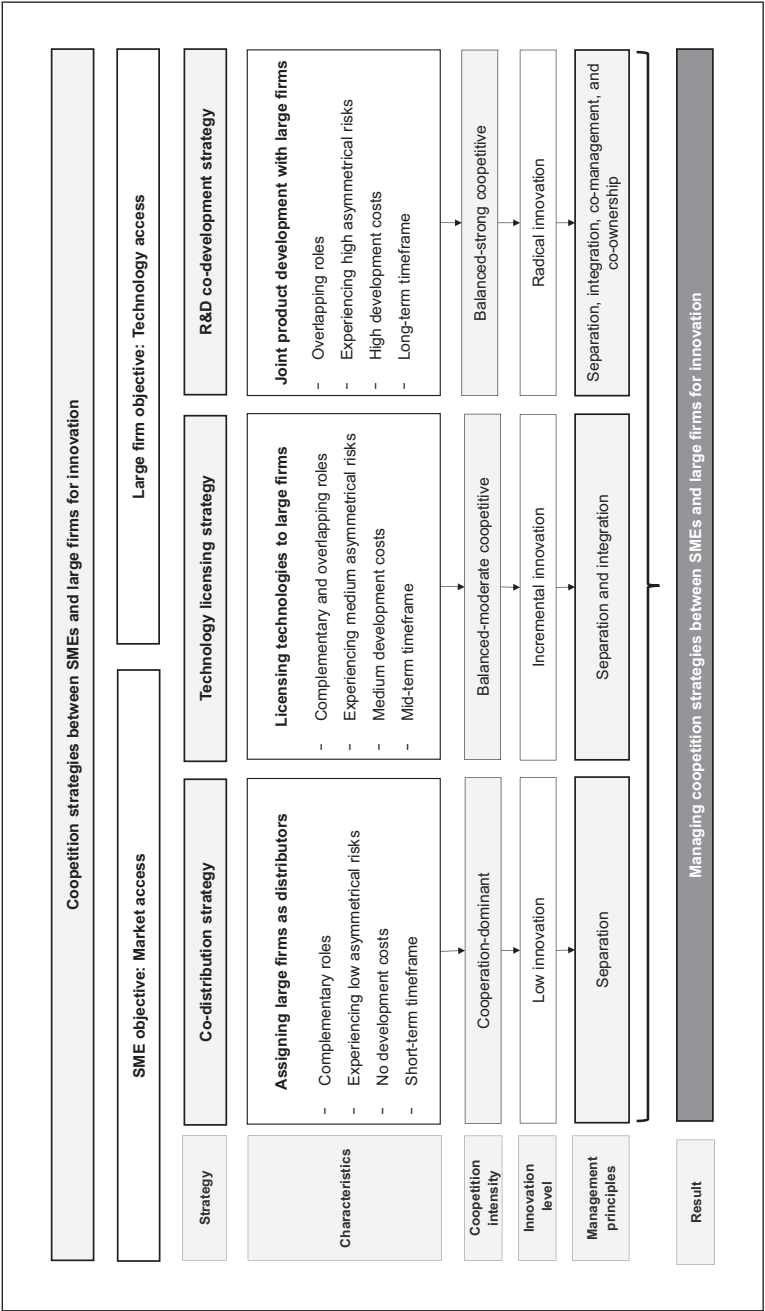 Coopetition strategies between SMEs and large firms for innovation
SME objective: Market access
Large firm objective: Technology access
Strategy
Co-distribution strategy
Technology licensing strategy
R&D co-development strategy
Characteristics
Assigning large firms as distributors
- Complementary roles
- Experiencing low asymmetrical risks
- No development costs
- Short-term timeframe
Licensing technologies to large firms
- Complementary and overlapping roles
- Experiencing medium asymmetrical risks
- Medium development costs
- Mid-term timeframe
Joint product development with large firms
- Overlapping roles
- Experiencing high asymmetrical risks
- High development costs
- Long-term timeframe
Coopetition
intensity
Cooperation-dominant
Balanced-moderate coopetitive
Balanced-strong coopetitive
Innovation
level
Low innovation
Incremental innovation
Radical innovation
Management
principles
Separation
Separation and integration
Separation, integration, co-management, and
co-ownership
Result
Managing coopetition strategies between SMEs and large firms for innovation